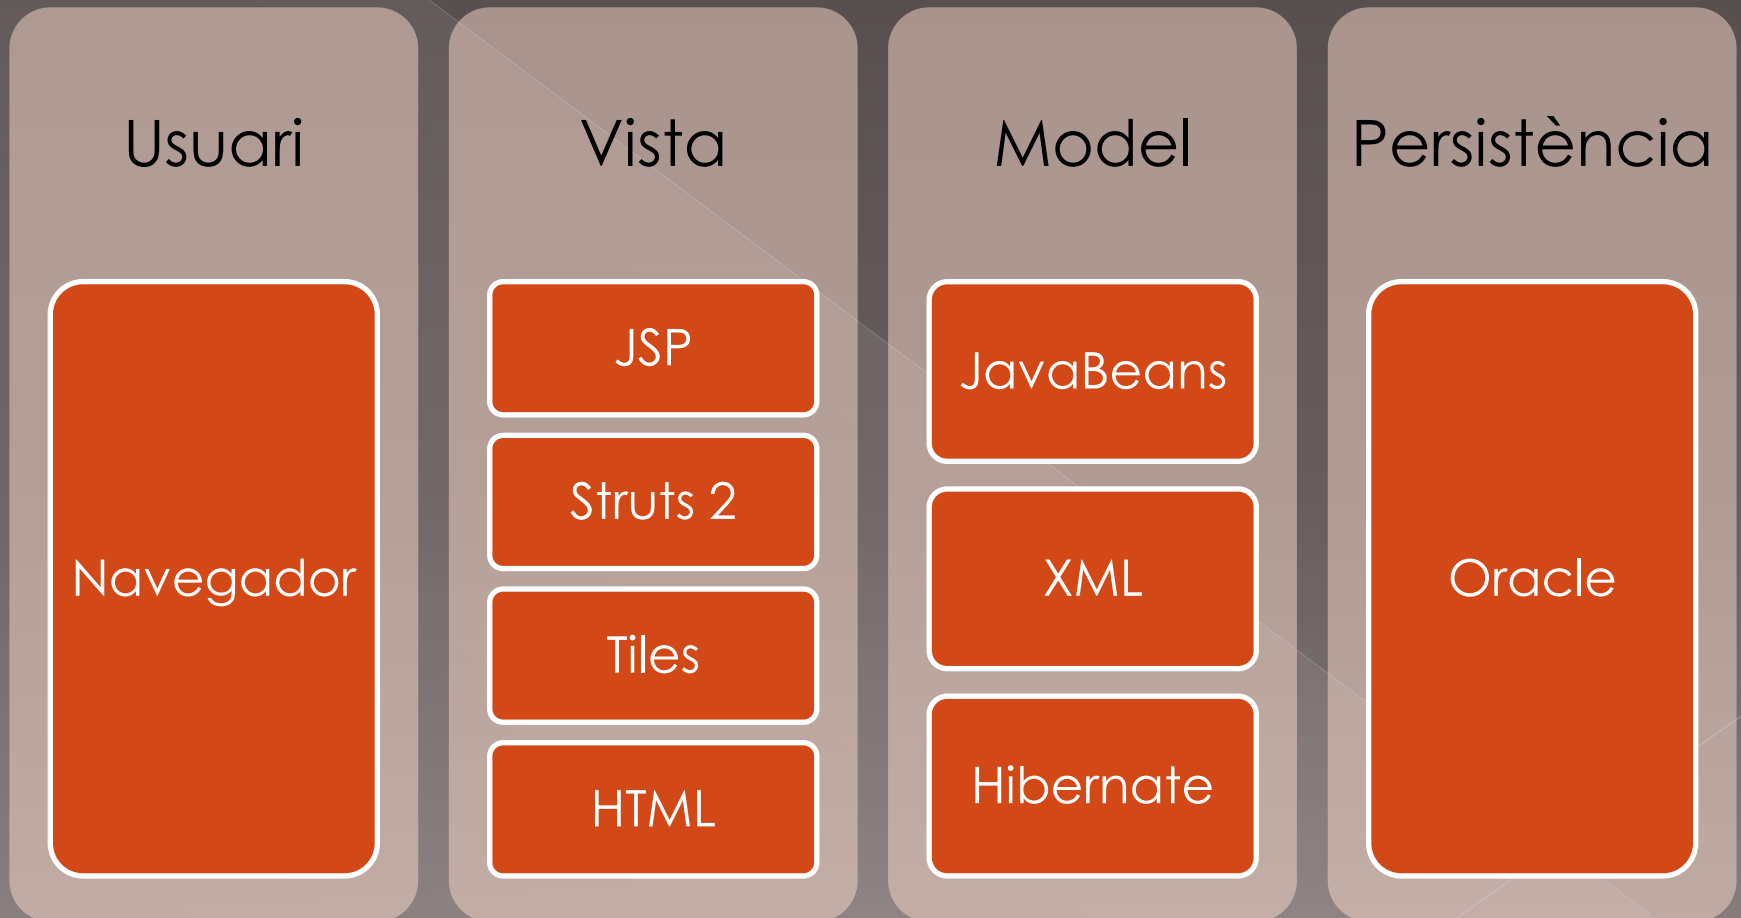 Usuari
Navegador
Vista
JSP
Struts 2
Tiles
HTML
Model
JavaBeans
XML
Hibernate
Persistència
Oracle